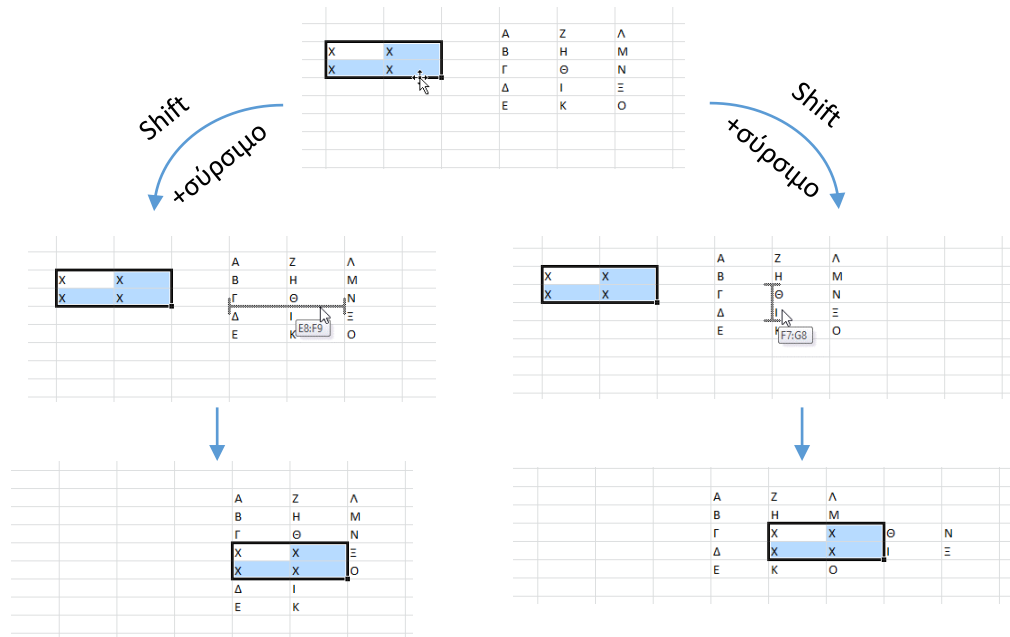 Α Ζ Λ
X X Β Η Μ
X X Γ Θ Ν
Δ Ι Ξ
Ε Κ Ο
Shift
+σύρσιμο
Shift
+σύρσιμο
Α Ζ Λ
X X Β Η Μ
X X Γ Θ Ν
Δ Ι Ξ
Ε Κ Ο
E8:F9
Α Ζ Λ
X X Β Η Μ
X X Γ Θ Ν
Δ Ι Ξ
Ε Ο
F7:G8
Α Ζ Λ
Β Η Μ
Γ Θ Ν
X X Ξ
X X Ο
Δ Ι
Ε Κ
Α Ζ Λ
Β Η Μ
Γ X X Θ Ν
Δ X X Ι Ξ
Ε Κ Ο